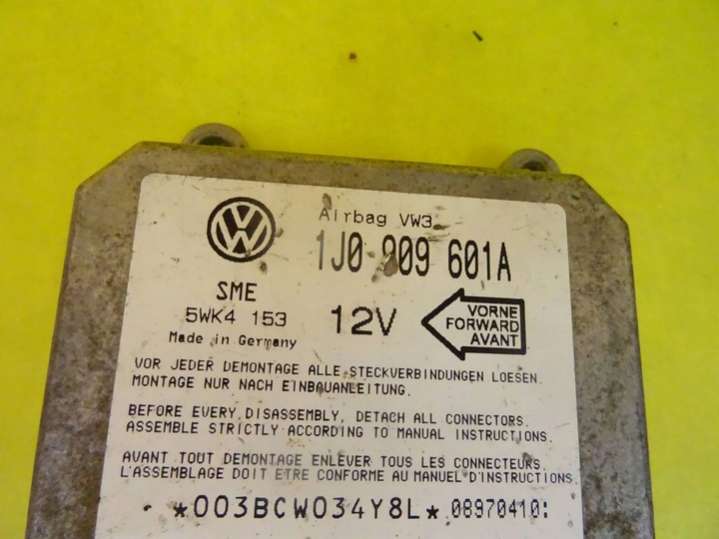 Airbag VW3
1J0 909 601A
SME
5WK4 153
12V
VORNE
FORWARD
AVANT
Made in Germany
VOR JEDER DEMONTAGE ALLE STECKVERBINDUNGEN LOESEN.
MONTAGE NUR NACH EINBAUANLEITUNG.
BEFORE EVERY DISASSEMBLY, DETACH ALL CONNECTORS.
ASSEMBLE STRICTLY ACCORDING TO MANUAL INSTRUCTIONS.
AVANT TOUT DEMONTAGE ENLEVER TOUS LES CONNECTEURS.
L'ASSEMBLAGE DOIT ETRE CONFORME AU MANUEL D'INSTRUCTIONS.
*003BCW034Y8L* 08970410: